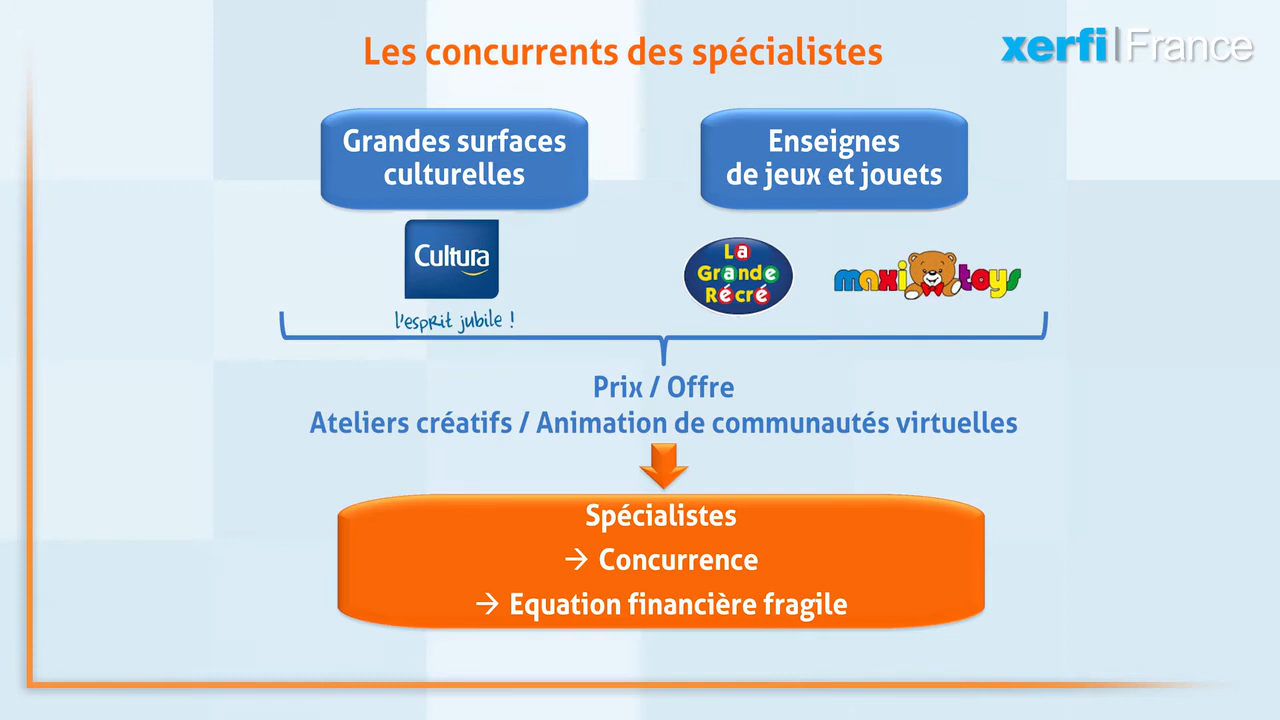 Les concurrents des spécialistes
xerfi France
Grandes surfaces
culturelles
Enseignes
de jeux et jouets
Cultura
l'esprit jubile !
La
Grande
Récré
maxi toys
Prix / Offre
Ateliers créatifs / Animation de communautés virtuelles
Spécialistes
→ Concurrence
→ Equation financière fragile